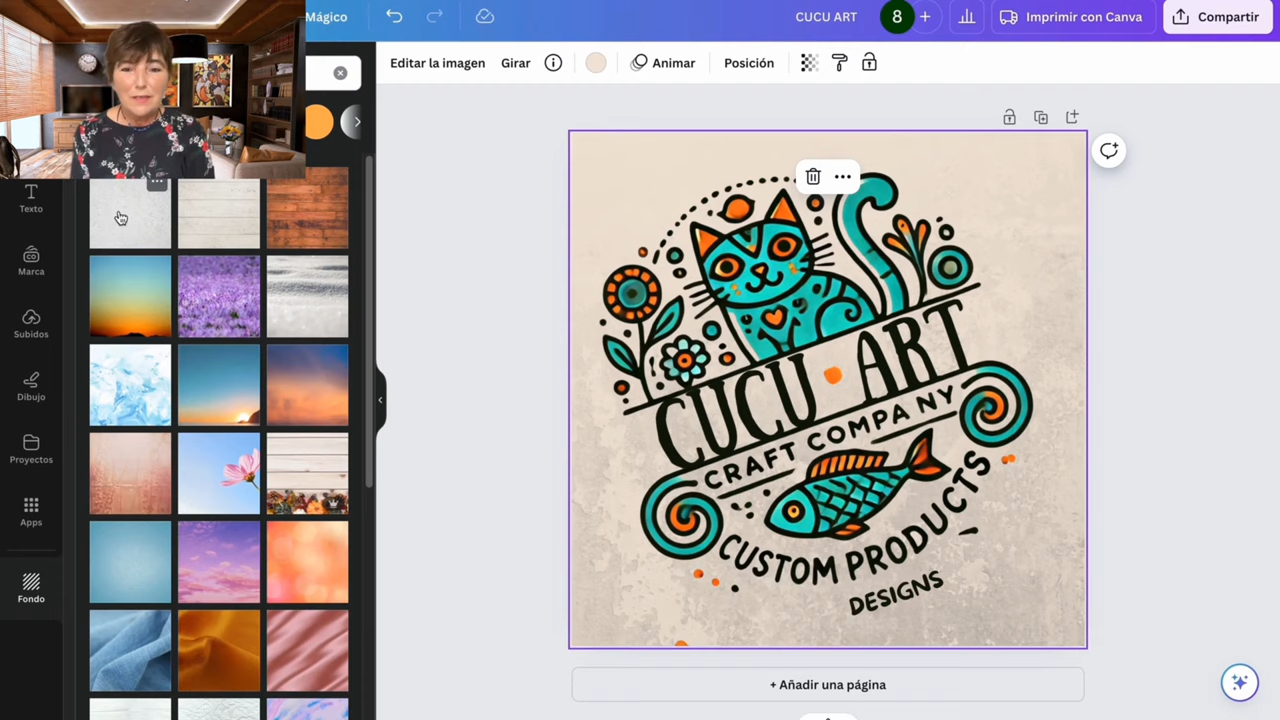 Mágico
CUCU ART
8
Imprimir con Canva
Compartir
Editar la imagen
Girar
Animar
Posición
Texto
Marca
Subidos
Dibujo
Proyectos
Apps
Fondo
CUCU • ART
CRAFT COMPANY
CUSTOM PRODUCTS
DESIGNS
+ Añadir una página